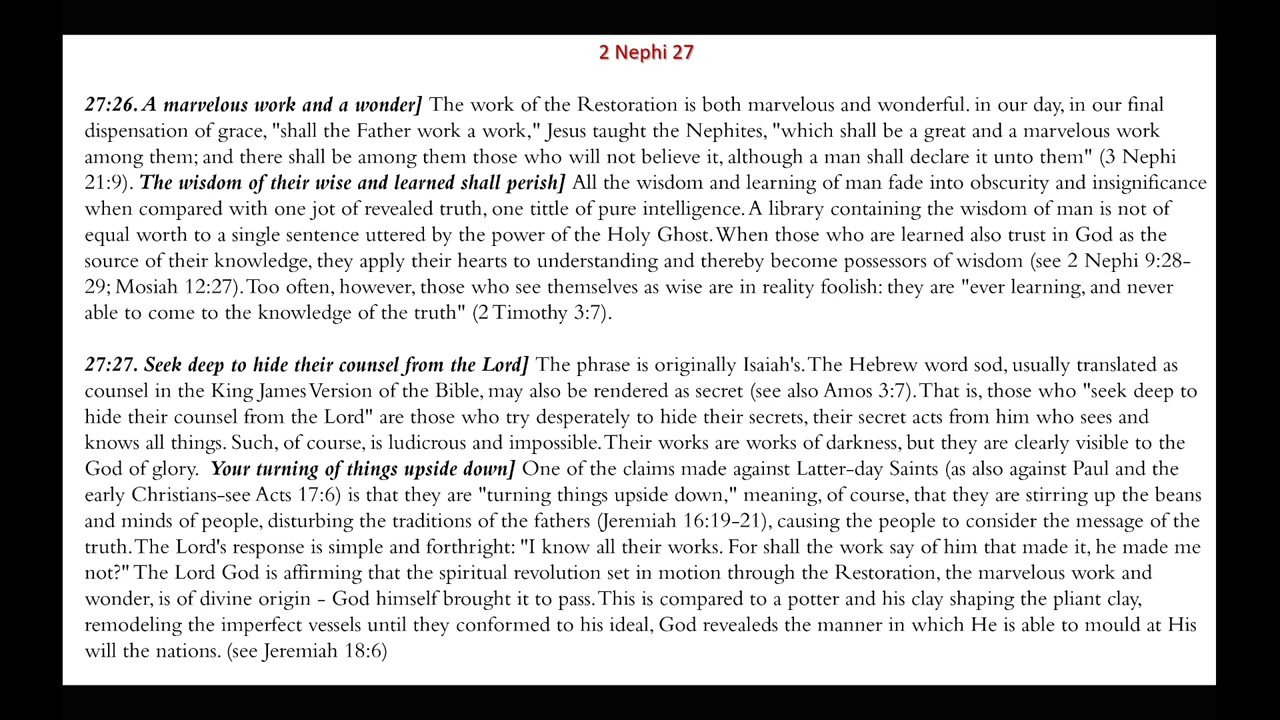 2 Nephi 27
27:26. A marvelous work and a wonder] The work of the Restoration is both marvelous and wonderful. in our day, in our final
dispensation of grace, "shall the Father work a work," Jesus taught the Nephites, "which shall be a great and a marvelous work
among them; and there shall be among them those who will not believe it, although a man shall declare it unto them" (3 Nephi
21:9). The wisdom of their wise and learned shall perish] All the wisdom and learning of man fade into obscurity and insignificance
when compared with one jot of revealed truth, one tittle of pure intelligence. A library containing the wisdom of man is not of
equal worth to a single sentence uttered by the power of the Holy Ghost. When those who are learned also trust in God as the
source of their knowledge, they apply their hearts to understanding and thereby become possessors of wisdom (see 2 Nephi 9:28-
29; Mosiah 12:27). Too often, however, those who see themselves as wise are in reality foolish: they are "ever learning, and never
able to come to the knowledge of the truth" (2 Timothy 3:7).
27:27. Seek deep to hide their counsel from the Lord] The phrase is originally Isaiah's. The Hebrew word sod, usually translated as
counsel in the King James Version of the Bible, may also be rendered as secret (see also Amos 3:7). That is, those who "seek deep to
hide their counsel from the Lord" are those who try desperately to hide their secrets, their secret acts from him who sees and
knows all things. Such, of course, is ludicrous and impossible. Their works are works of darkness, but they are clearly visible to the
God of glory. Your turning of things upside down] One of the claims made against Latter-day Saints (as also against Paul and the
early Christians-see Acts 17:6) is that they are "turning things upside down," meaning, of course, that they are stirring up the beans
and minds of people, disturbing the traditions of the fathers (Jeremiah 16:19-21), causing the people to consider the message of the
truth. The Lord's response is simple and forthright: "I know all their works. For shall the work say of him that made it, he made me
not?" The Lord God is affirming that the spiritual revolution set in motion through the Restoration, the marvelous work and
wonder, is of divine origin - God himself brought it to pass. This is compared to a potter and his clay shaping the pliant clay,
remodeling the imperfect vessels until they conformed to his ideal, God revealeds the manner in which He is able to mould at His
will the nations. (see Jeremiah 18:6)